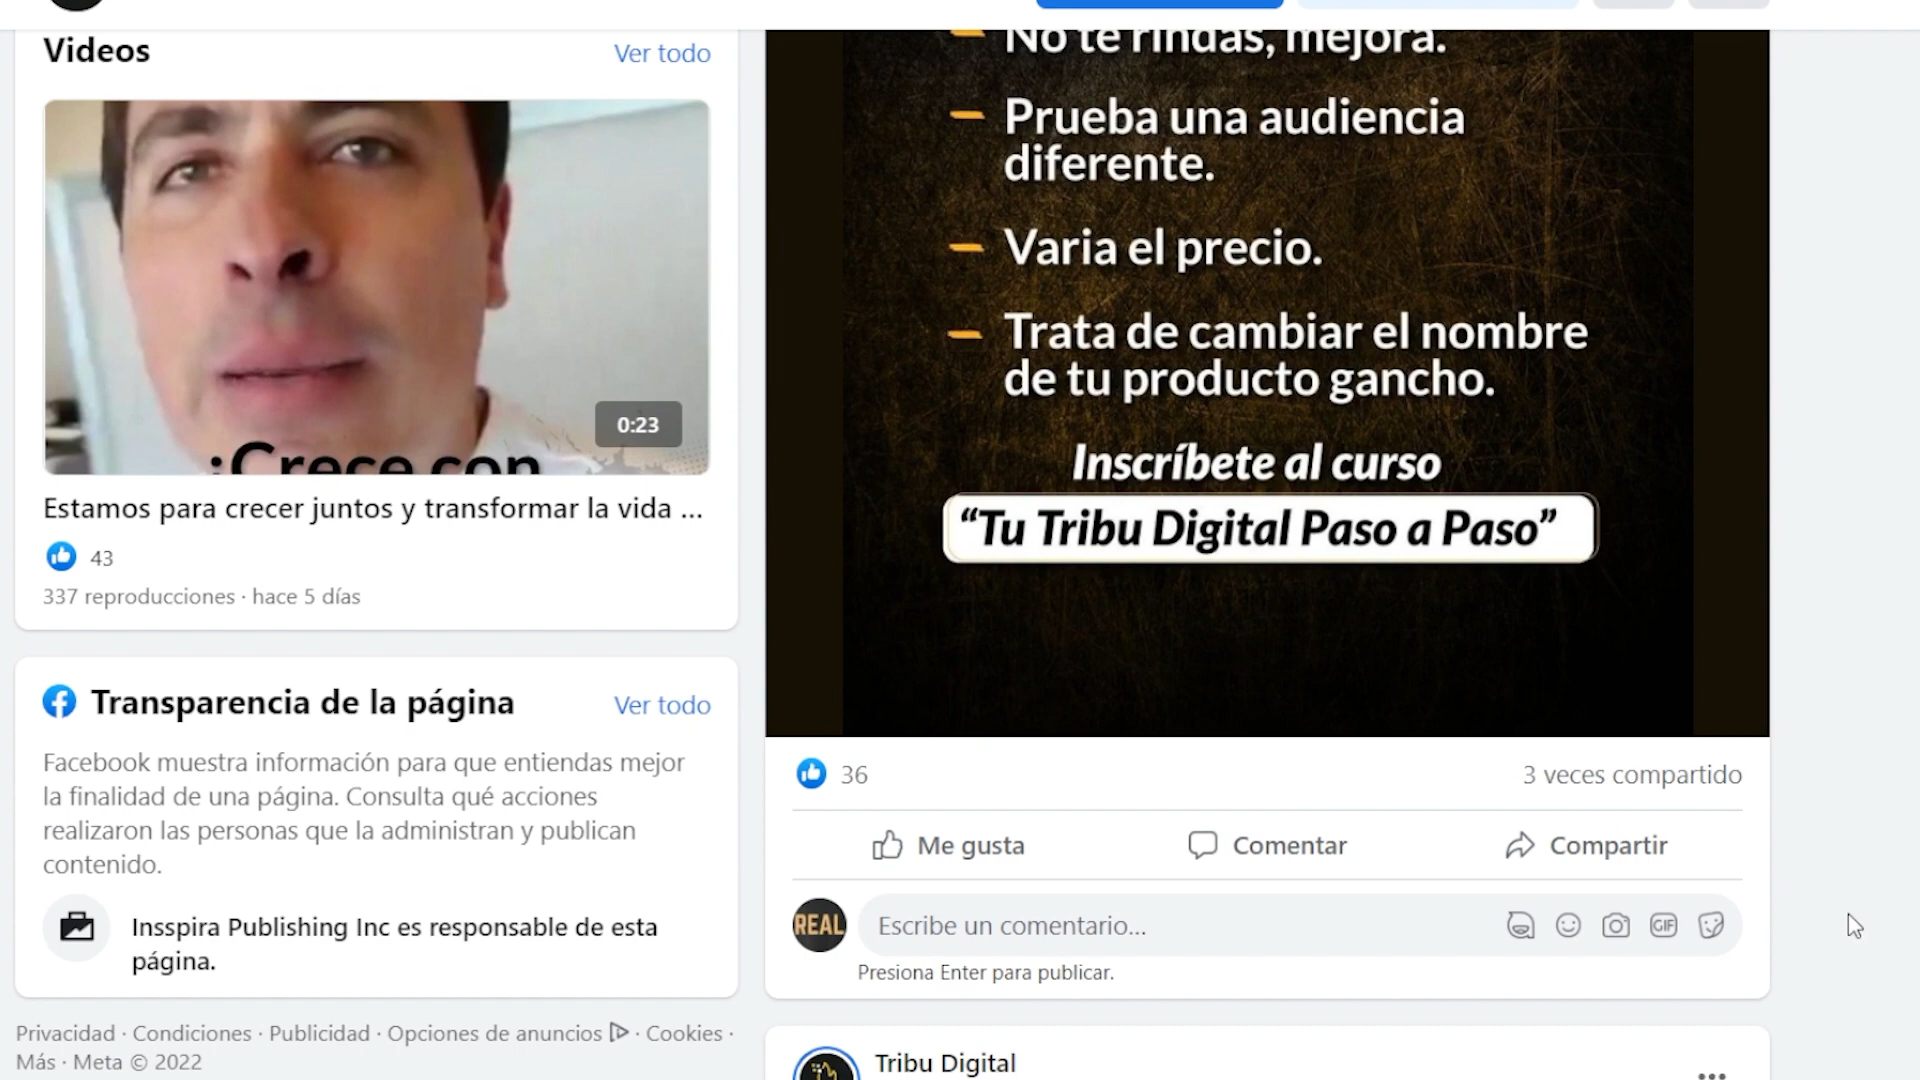 Videos
Ver todo
0:23
¡Crece con
Estamos para crecer juntos y transformar la vida ...
43
337 reproducciones · hace 5 días
Transparencia de la página
Ver todo
Facebook muestra información para que entiendas mejor
la finalidad de una página. Consulta qué acciones
realizaron las personas que la administran y publican
contenido.
Insspira Publishing Inc es responsable de esta
página.
Privacidad · Condiciones · Publicidad · Opciones de anuncios · Cookies ·
Más · Meta © 2022
No te rindas, mejora.
Prueba una audiencia
diferente.
Varia el precio.
Trata de cambiar el nombre
de tu producto gancho.
Inscríbete al curso
“Tu Tribu Digital Paso a Paso”
36
3 veces compartido
Me gusta
Comentar
Compartir
REAL
Escribe un comentario...
GIF
Presiona Enter para publicar.
Tribu Digital